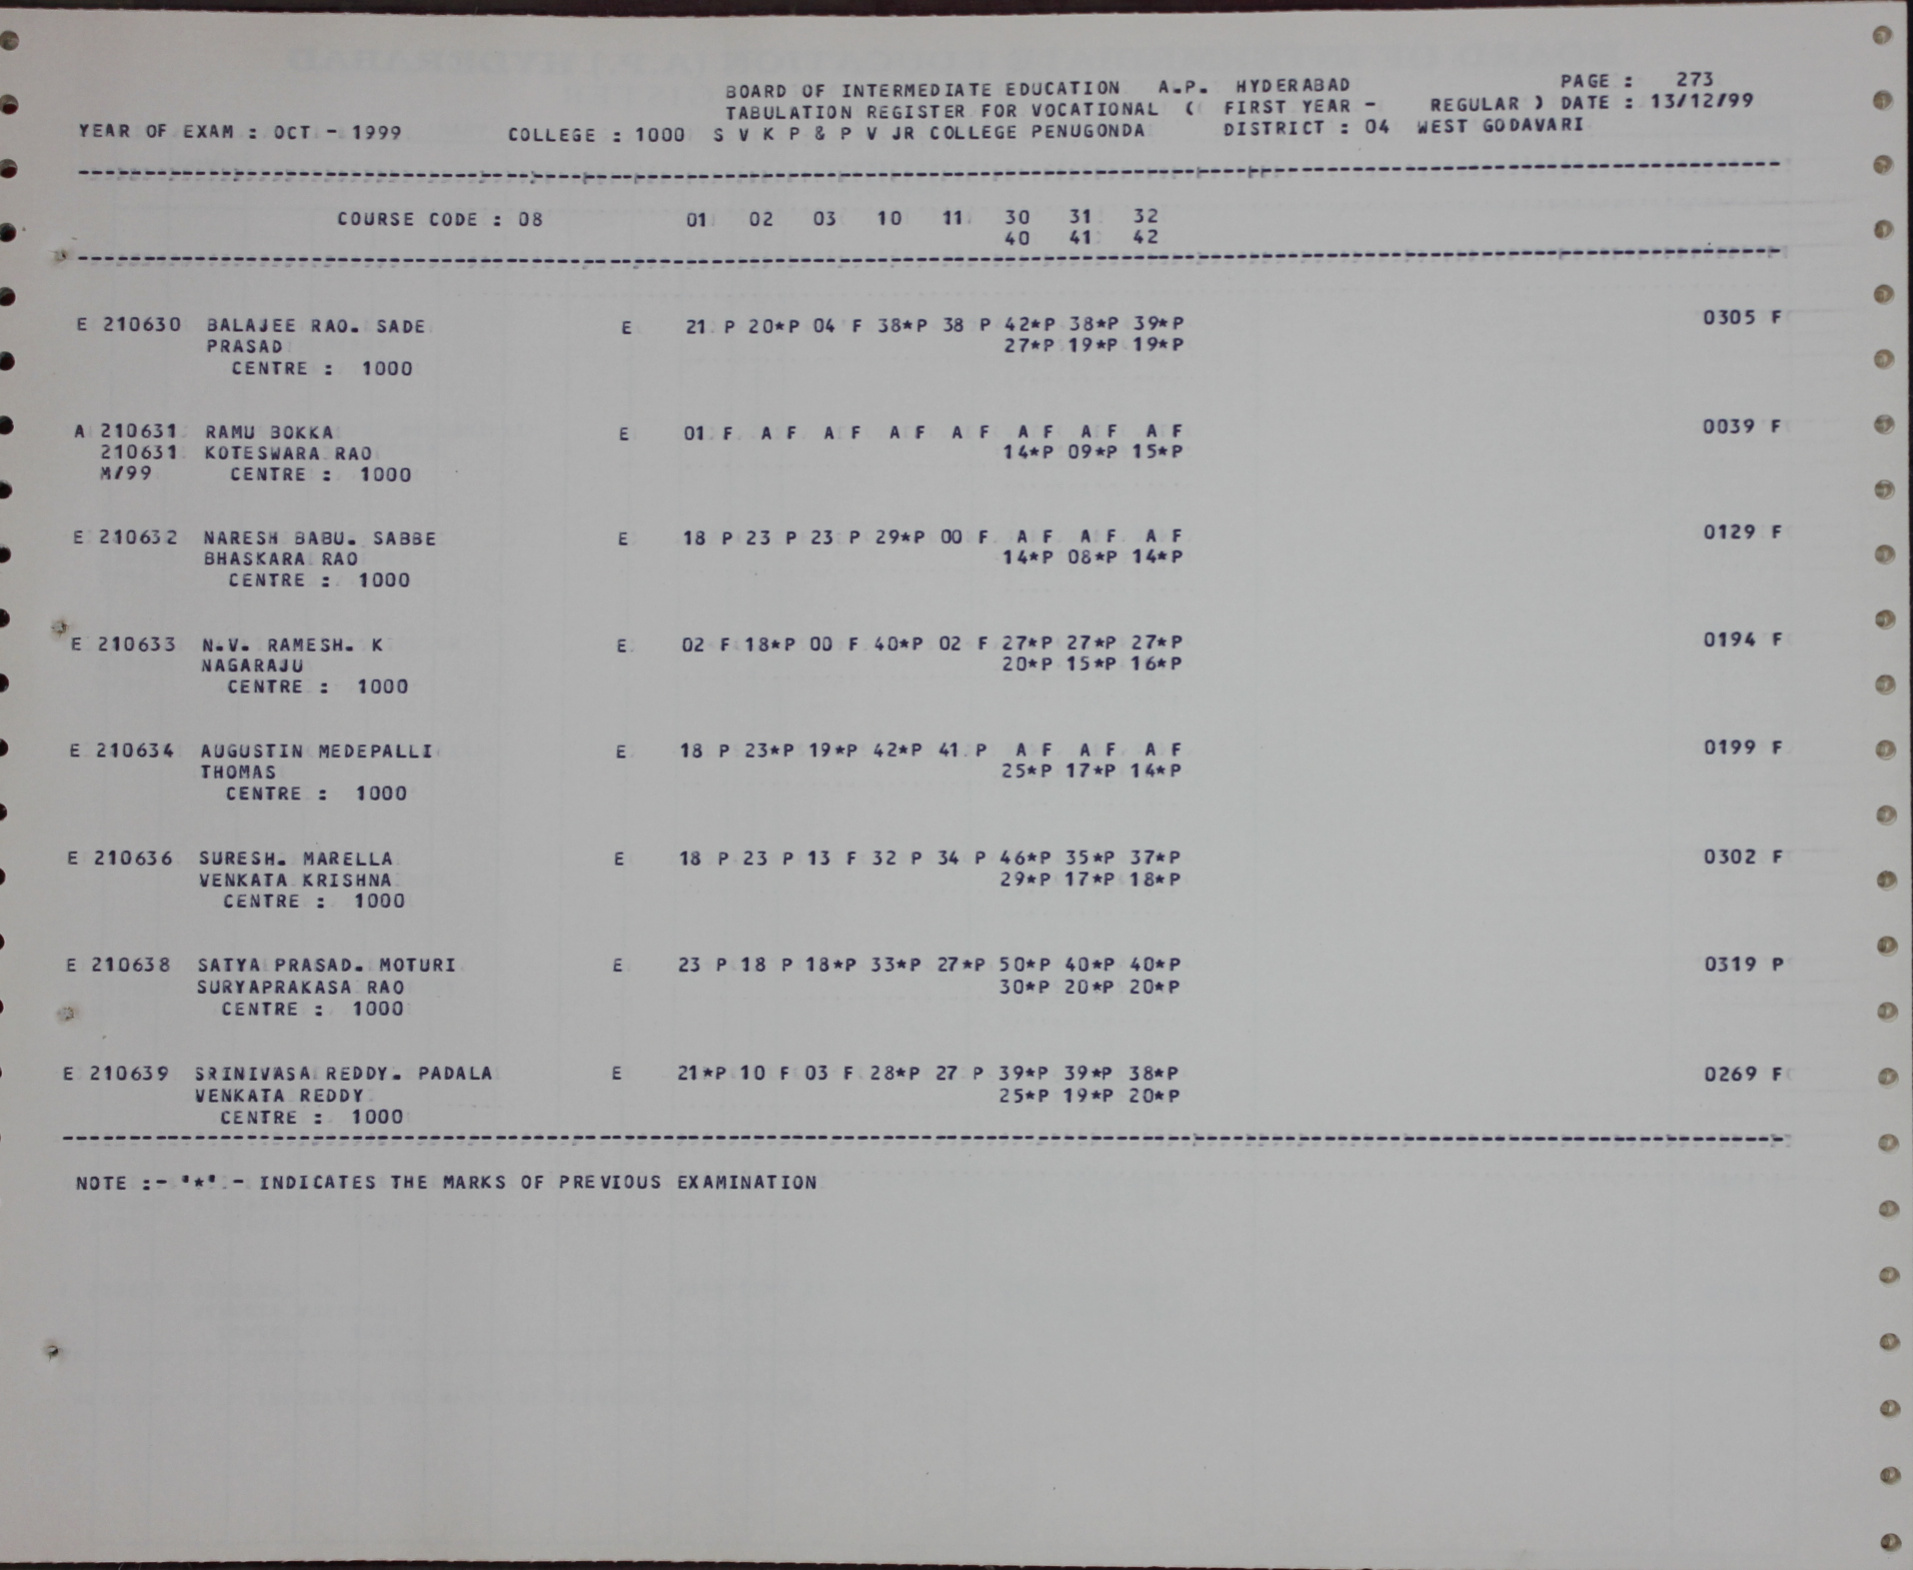 BOARD OF INTERMEDIATE EDUCATION A.P. HYDERABAD PAGE : 273
TABULATION REGISTER FOR VOCATIONAL ( FIRST YEAR - REGULAR ) DATE : 13/12/99
YEAR OF EXAM : OCT - 1999 COLLEGE : 1000 S V K P & P V JR COLLEGE PENUGONDA DISTRICT : 04 WEST GODAVARI
COURSE CODE : 08 01 02 03 10 11 30 31 32
40 41 42
E 210630 BALAJEE RAO. SADE E 21 P 20*P 04 F 38*P 38 P 42*P 38*P 39*P 0305 F
PRASAD 27*P 19*P 19*P
CENTRE : 1000
A 210631 RAMU BOKKA E 01 F A F A F A F A F A F A F A F 0039 F
210631 KOTESWARA RAO 14*P 09*P 15*P
M/99 CENTRE : 1000
E 210632 NARESH BABU. SABBE E 18 P 23 P 23 P 29*P 00 F A F A F A F 0129 F
BHASKARA RAO 14*P 08*P 14*P
CENTRE : 1000
E 210633 N.V. RAMESH. K E 02 F 18*P 00 F 40*P 02 F 27*P 27*P 27*P 0194 F
NAGARAJU 20*P 15*P 16*P
CENTRE : 1000
E 210634 AUGUSTIN MEDEPALLI E 18 P 23*P 19*P 42*P 41 P A F A F A F 0199 F
THOMAS 25*P 17*P 14*P
CENTRE : 1000
E 210636 SURESH. MARELLA E 18 P 23 P 13 F 32 P 34 P 46*P 35*P 37*P 0302 F
VENKATA KRISHNA 29*P 17*P 18*P
CENTRE : 1000
E 210638 SATYA PRASAD. MOTURI E 23 P 18 P 18*P 33*P 27*P 50*P 40*P 40*P 0319 P
SURYAPRAKASA RAO 30*P 20*P 20*P
CENTRE : 1000
E 210639 SRINIVASA REDDY. PADALA E 21*P 10 F 03 F 28*P 27 P 39*P 39*P 38*P 0269 F
VENKATA REDDY 25*P 19*P 20*P
CENTRE : 1000
NOTE :- "*" - INDICATES THE MARKS OF PREVIOUS EXAMINATION